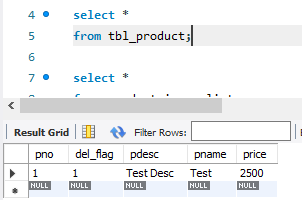 4 select *
5 from tbl_product;
6
7 select *
Result Grid Filter Rows:
pno del_flag pdesc pname price
1 1 Test Desc Test 2500
NULL NULL NULL NULL NULL